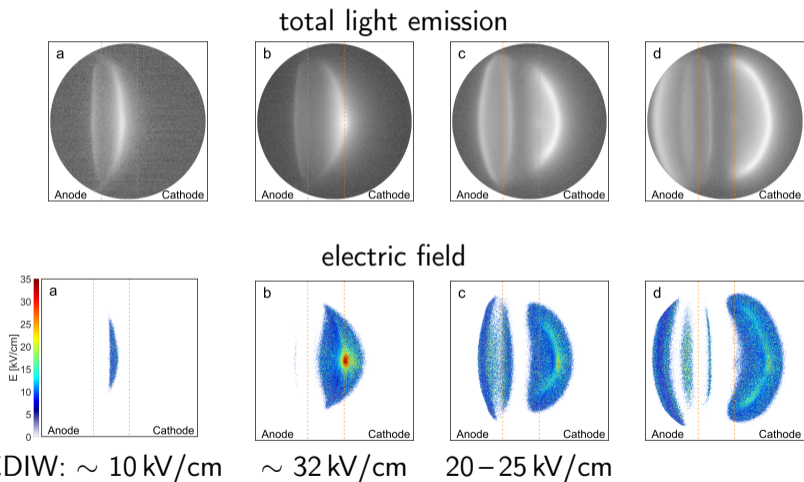 total light emission
a b c d
Anode Cathode Anode Cathode Anode Cathode Anode Cathode
electric field
35
30
25
20
15
10
5
0
E [kV/cm]
a b c d
Anode Cathode Anode Cathode Anode Cathode Anode Cathode
EDIW: ∼ 10 kV/cm ∼ 32 kV/cm 20–25 kV/cm